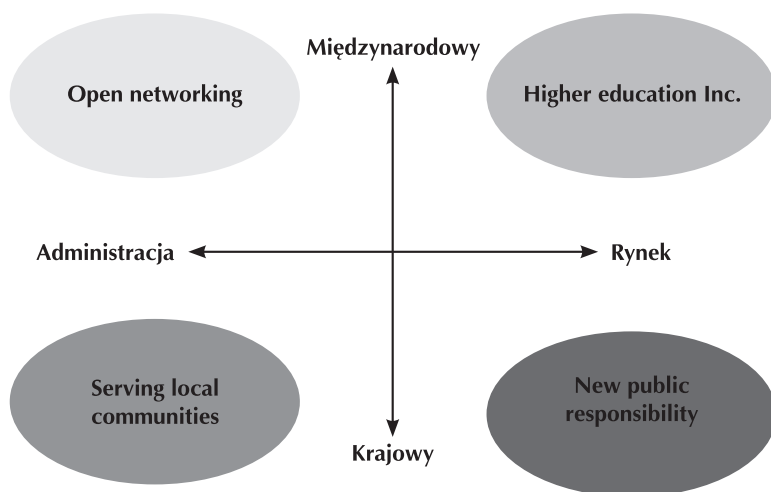 Międzynarodowy
Open networking
Higher education Inc.
Administracja
Rynek
Serving local
communities
New public
responsibility
Krajowy